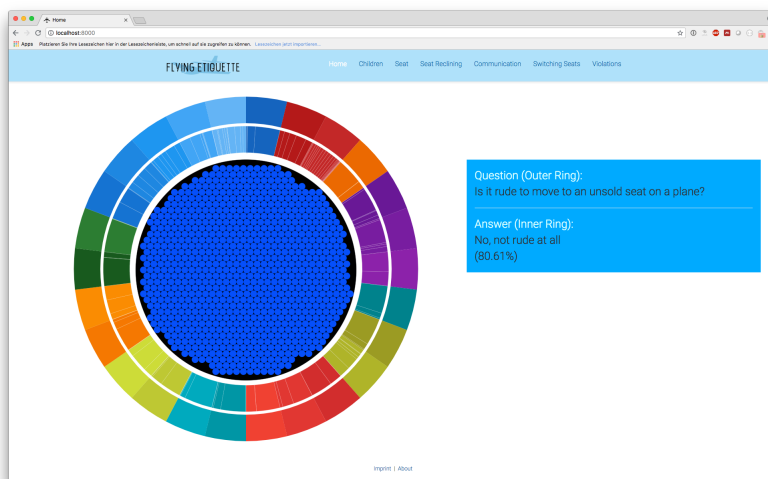 Home
localhost:8000
Apps Platzieren Sie Ihre Lesezeichen hier in der Lesezeichenleiste, um schnell auf sie zugreifen zu können. Lesezeichen jetzt importieren...
FLYING ETIQUETTE
Home Children Seat Seat Reclining Communication Switching Seats Violations
Question (Outer Ring):
Is it rude to move to an unsold seat on a plane?
Answer (Inner Ring):
No, not rude at all
(80.61%)
Imprint | About